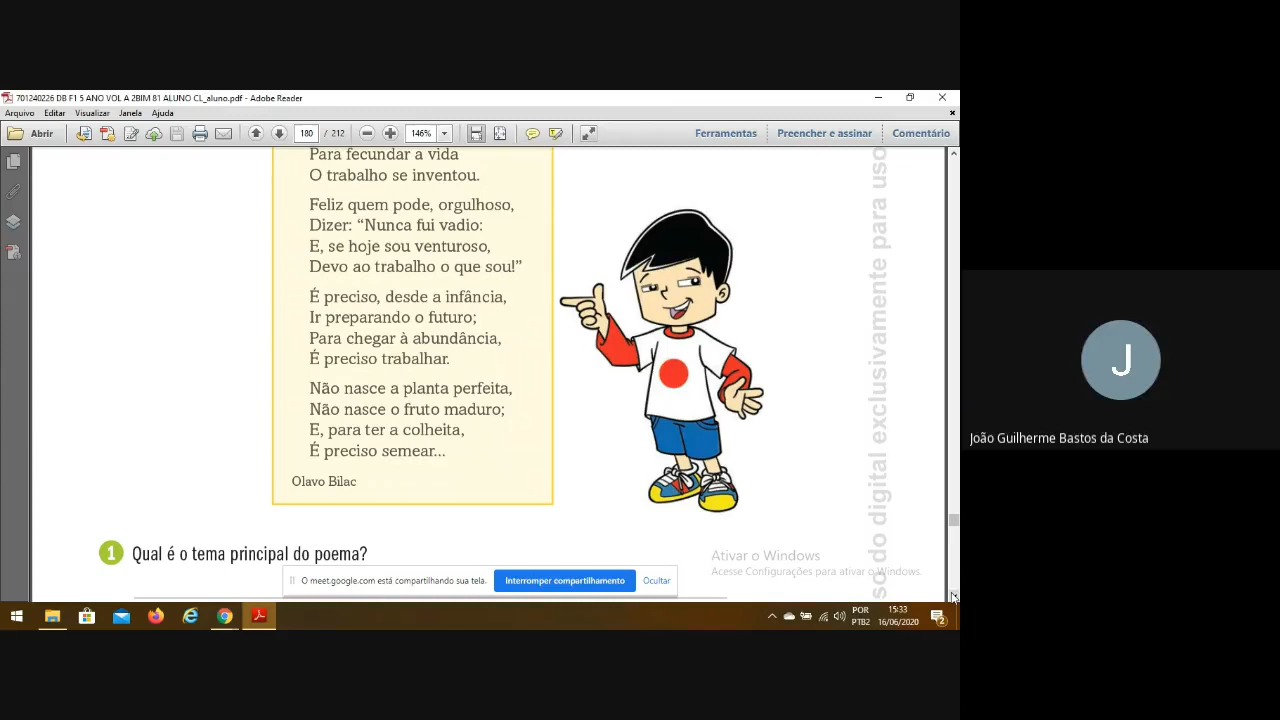 701240226 DB F1 5 ANO VOL A 2BIM 81 ALUNO CL_aluno.pdf - Adobe Reader
Arquivo Editar Visualizar Janela Ajuda
Abrir 180 / 212 146% Ferramentas Preencher e assinar Comentário
Para fecundar a vida
O trabalho se inventou.
Feliz quem pode, orgulhoso,
Dizer: “Nunca fui vadio:
E, se hoje sou venturoso,
Devo ao trabalho o que sou!”
É preciso, desde a infância,
Ir preparando o futuro;
Para chegar à abundância,
É preciso trabalhar.
Não nasce a planta perfeita,
Não nasce o fruto maduro;
E, para ter a colheita,
É preciso semear...
Olavo Bilac
so do digital exclusivamente para uso
1 Qual é o tema principal do poema?
Ativar o Windows
Acesse Configurações para ativar o Windows.
O meet.google.com está compartilhando sua tela. Interromper compartilhamento Ocultar
POR
PTB2
15:33
16/06/2020
2
J
João Guilherme Bastos da Costa